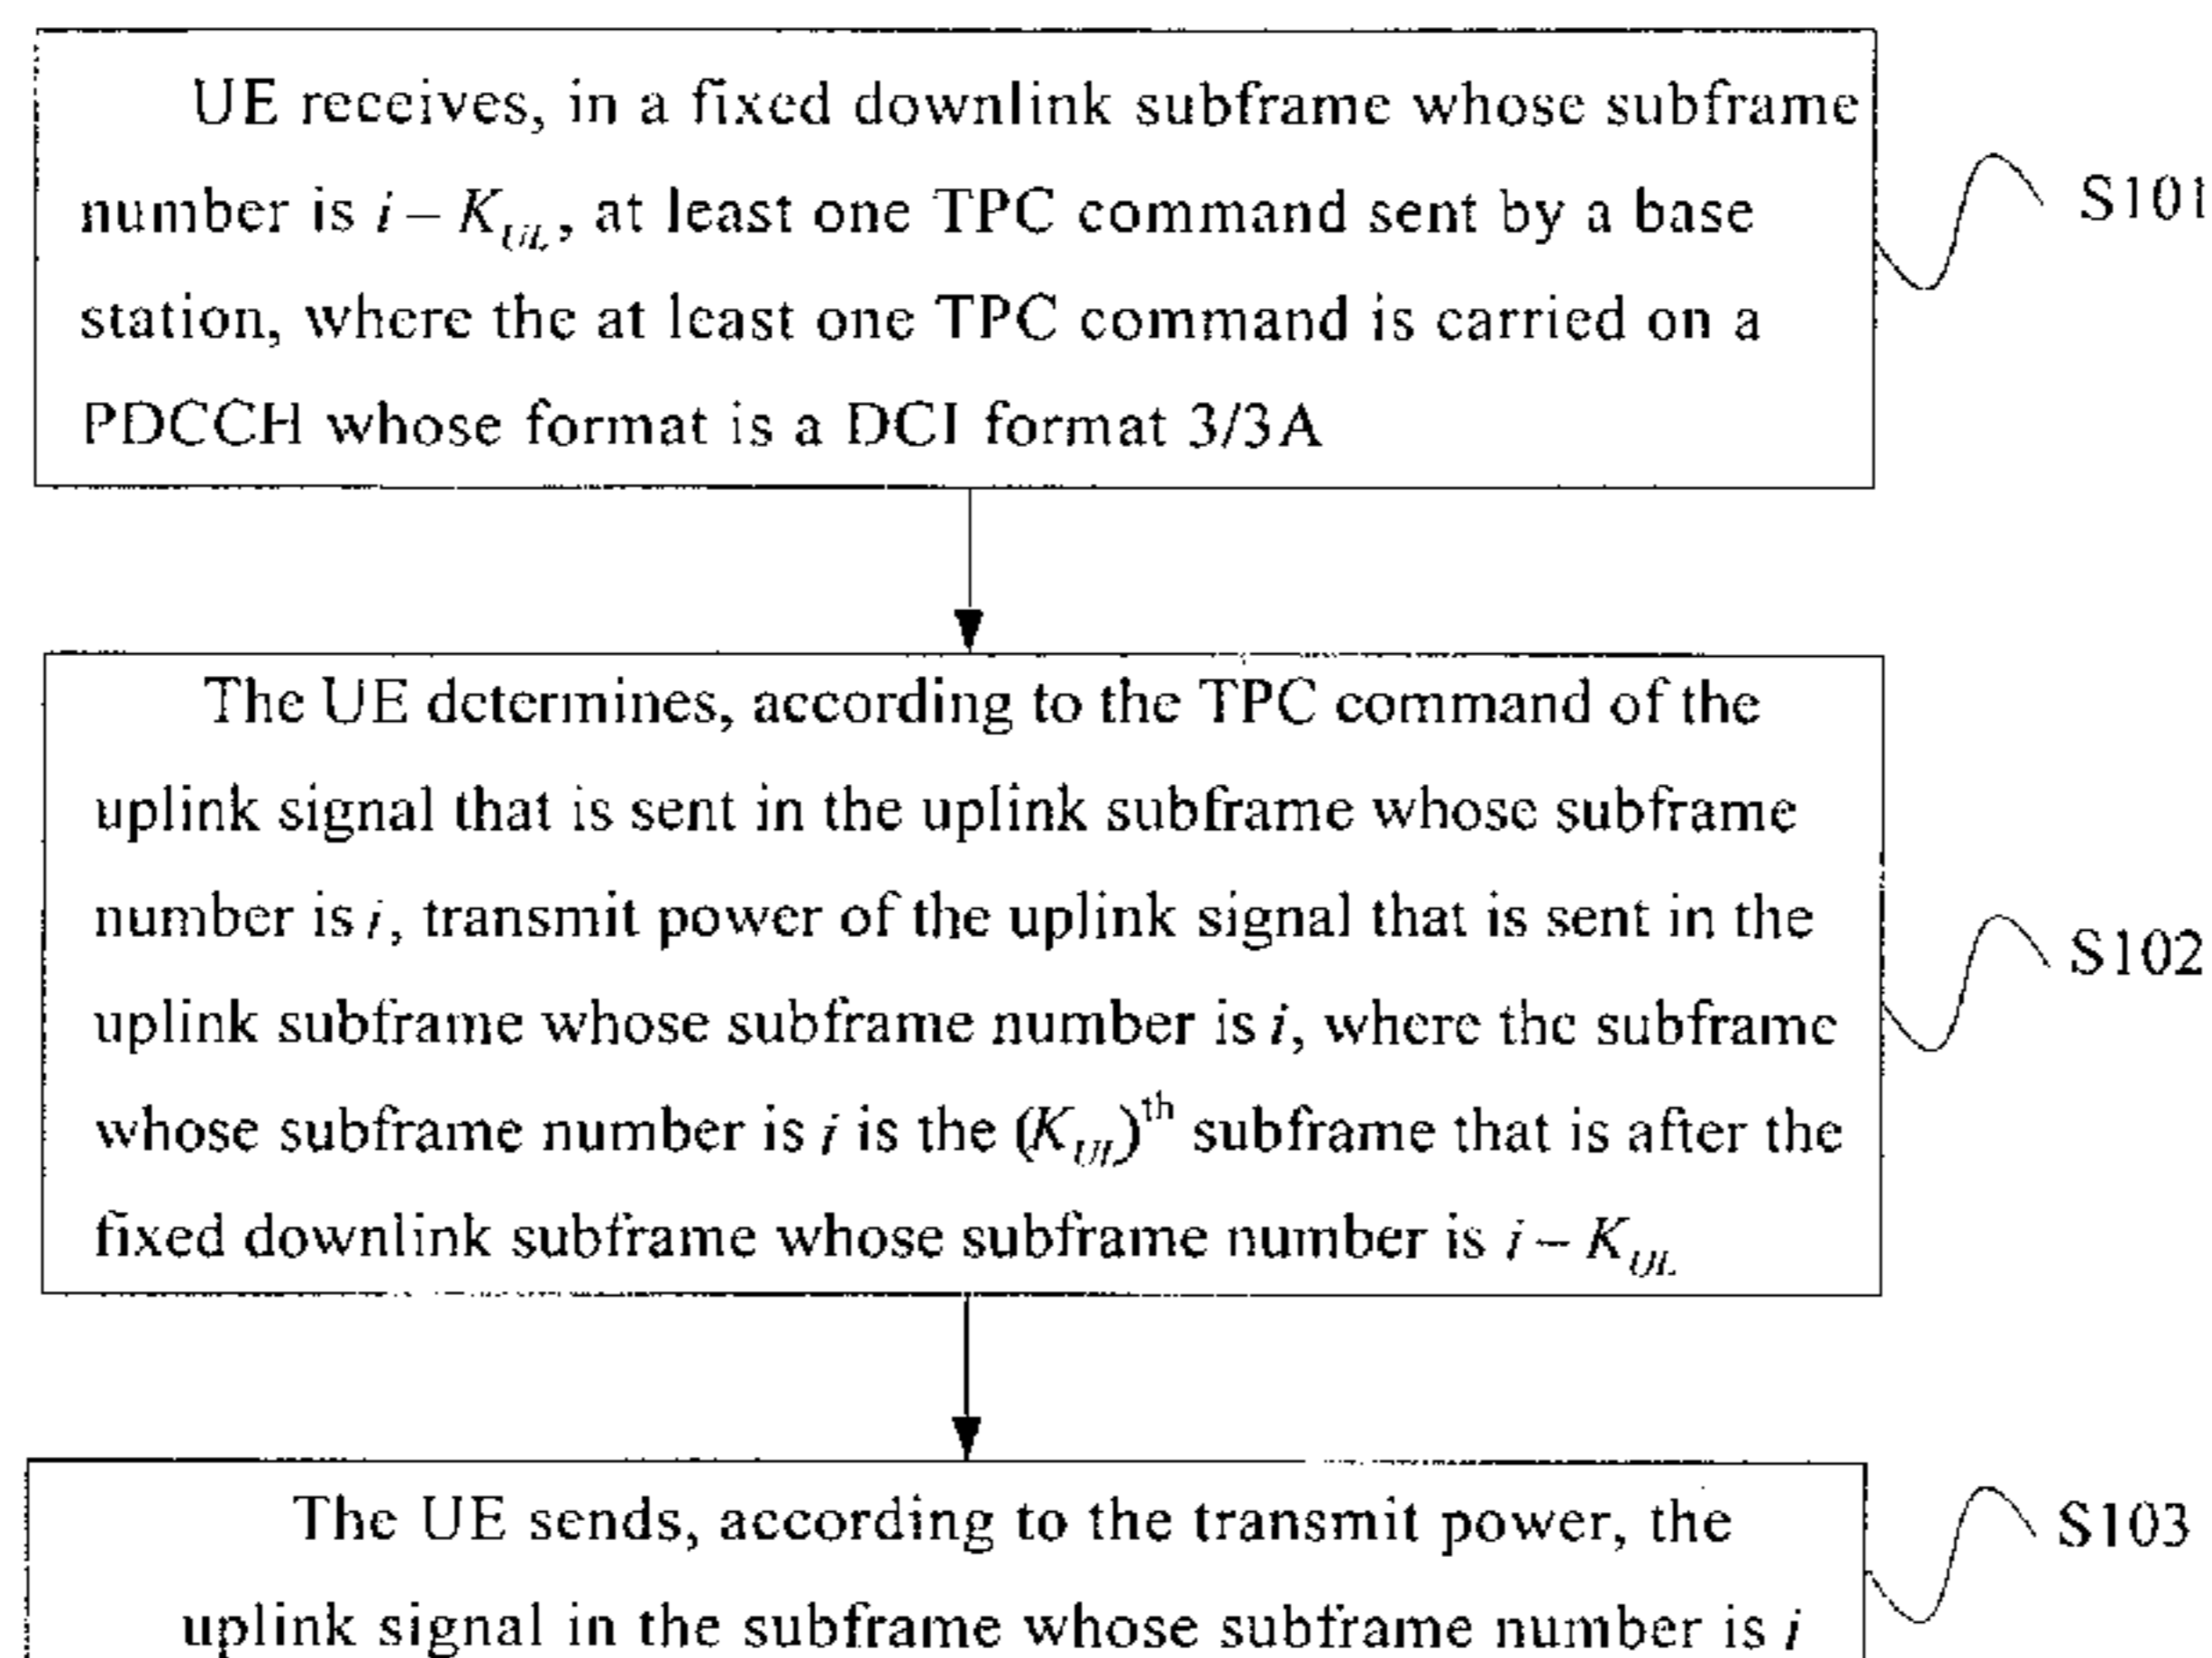 UE receives, in a fixed downlink subframe whose subframe
number is i – K_UL, at least one TPC command sent by a base
station, where the at least one TPC command is carried on a
PDCCH whose format is a DCI format 3/3A
S101
The UE determines, according to the TPC command of the
uplink signal that is sent in the uplink subframe whose subframe
number is i, transmit power of the uplink signal that is sent in the
uplink subframe whose subframe number is i, where the subframe
whose subframe number is i is the (K_UL)^th subframe that is after the
fixed downlink subframe whose subframe number is i – K_UL
S102
The UE sends, according to the transmit power, the
uplink signal in the subframe whose subframe number is i
S103